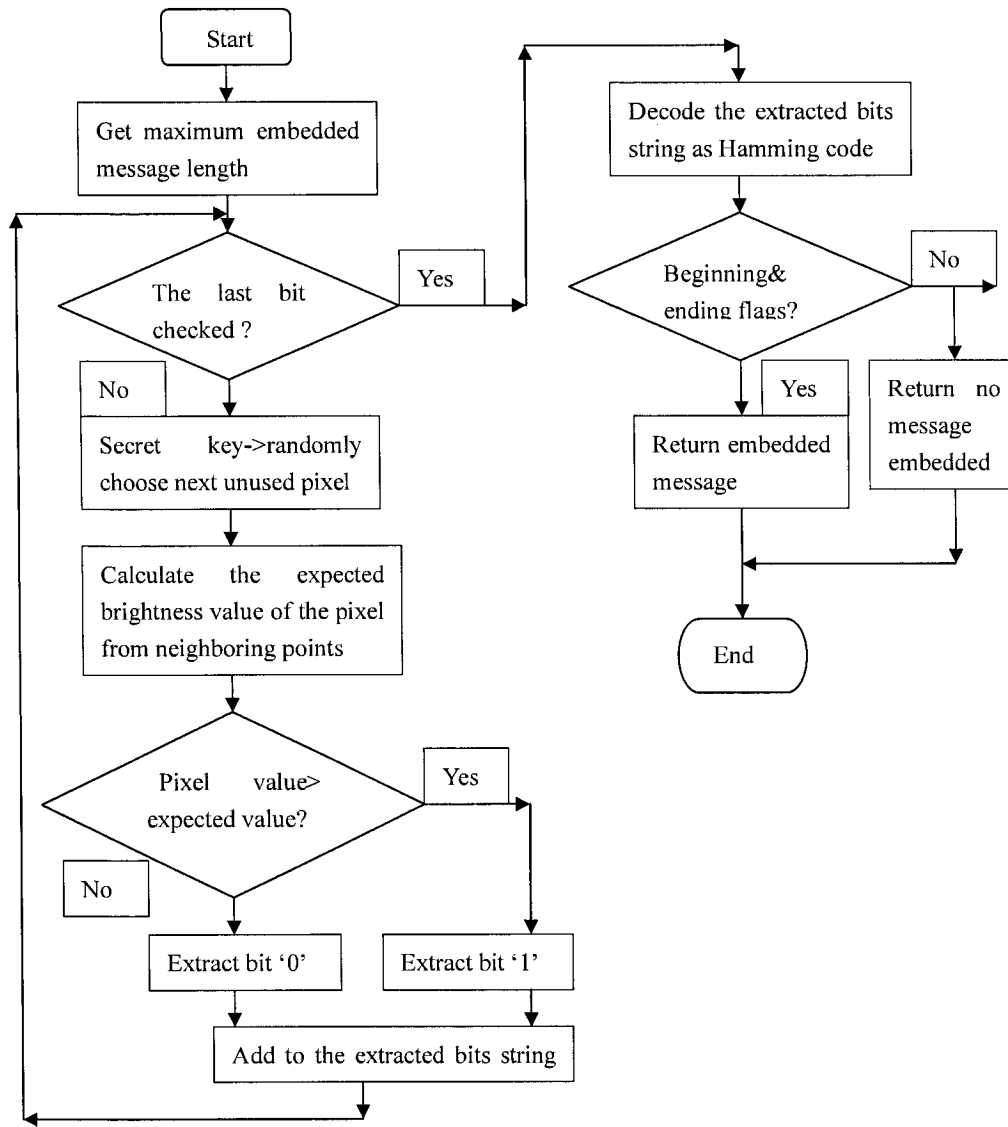 Start
Get maximum embedded
message length
The last bit
checked ?
Yes
No
Secret key->randomly
choose next unused pixel
Calculate the expected
brightness value of the pixel
from neighboring points
Pixel value>
expected value?
Yes
No
Extract bit ‘0’
Extract bit ‘1’
Add to the extracted bits string
Decode the extracted bits
string as Hamming code
Beginning&
ending flags?
No
Yes
Return embedded
message
Return no
message
embedded
End